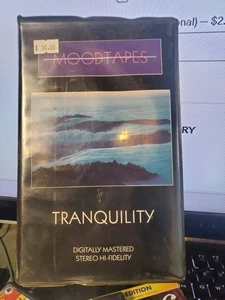 onal) — $2.
$ 10.00
MOODTAPES
RY
TRANQUILITY
DIGITALLY MASTERED
STEREO HI-FIDELITY
EDITION